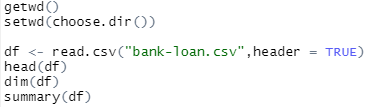 getwd()
setwd(choose.dir())
df <- read.csv("bank-loan.csv",header = TRUE)
head(df)
dim(df)
summary(df)